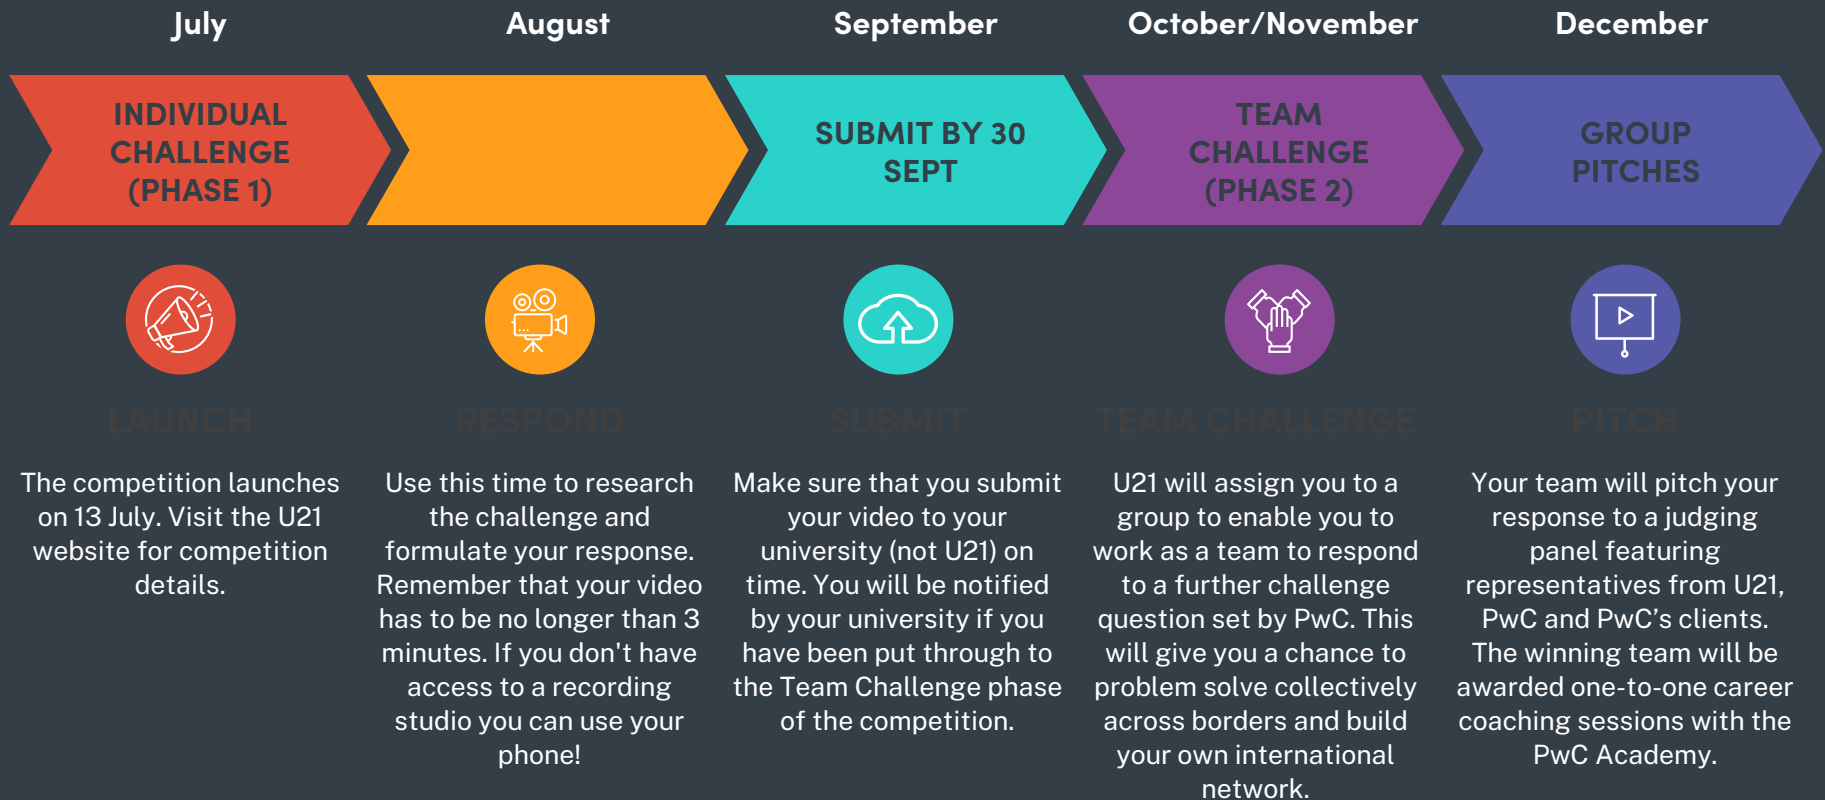 July
August
September
October/November
December
INDIVIDUAL
CHALLENGE
(PHASE 1)
SUBMIT BY 30
SEPT
TEAM
CHALLENGE
(PHASE 2)
GROUP
PITCHES
LAUNCH
The competition launches
on 13 July. Visit the U21
website for competition
details.
RESPOND
Use this time to research
the challenge and
formulate your response.
Remember that your video
has to be no longer than 3
minutes. If you don't have
access to a recording
studio you can use your
phone!
SUBMIT
Make sure that you submit
your video to your
university (not U21) on
time. You will be notified
by your university if you
have been put through to
the Team Challenge phase
of the competition.
TEAM CHALLENGE
U21 will assign you to a
group to enable you to
work as a team to respond
to a further challenge
question set by PwC. This
will give you a chance to
problem solve collectively
across borders and build
your own international
network.
PITCH
Your team will pitch your
response to a judging
panel featuring
representatives from U21,
PwC and PwC’s clients.
The winning team will be
awarded one-to-one career
coaching sessions with the
PwC Academy.